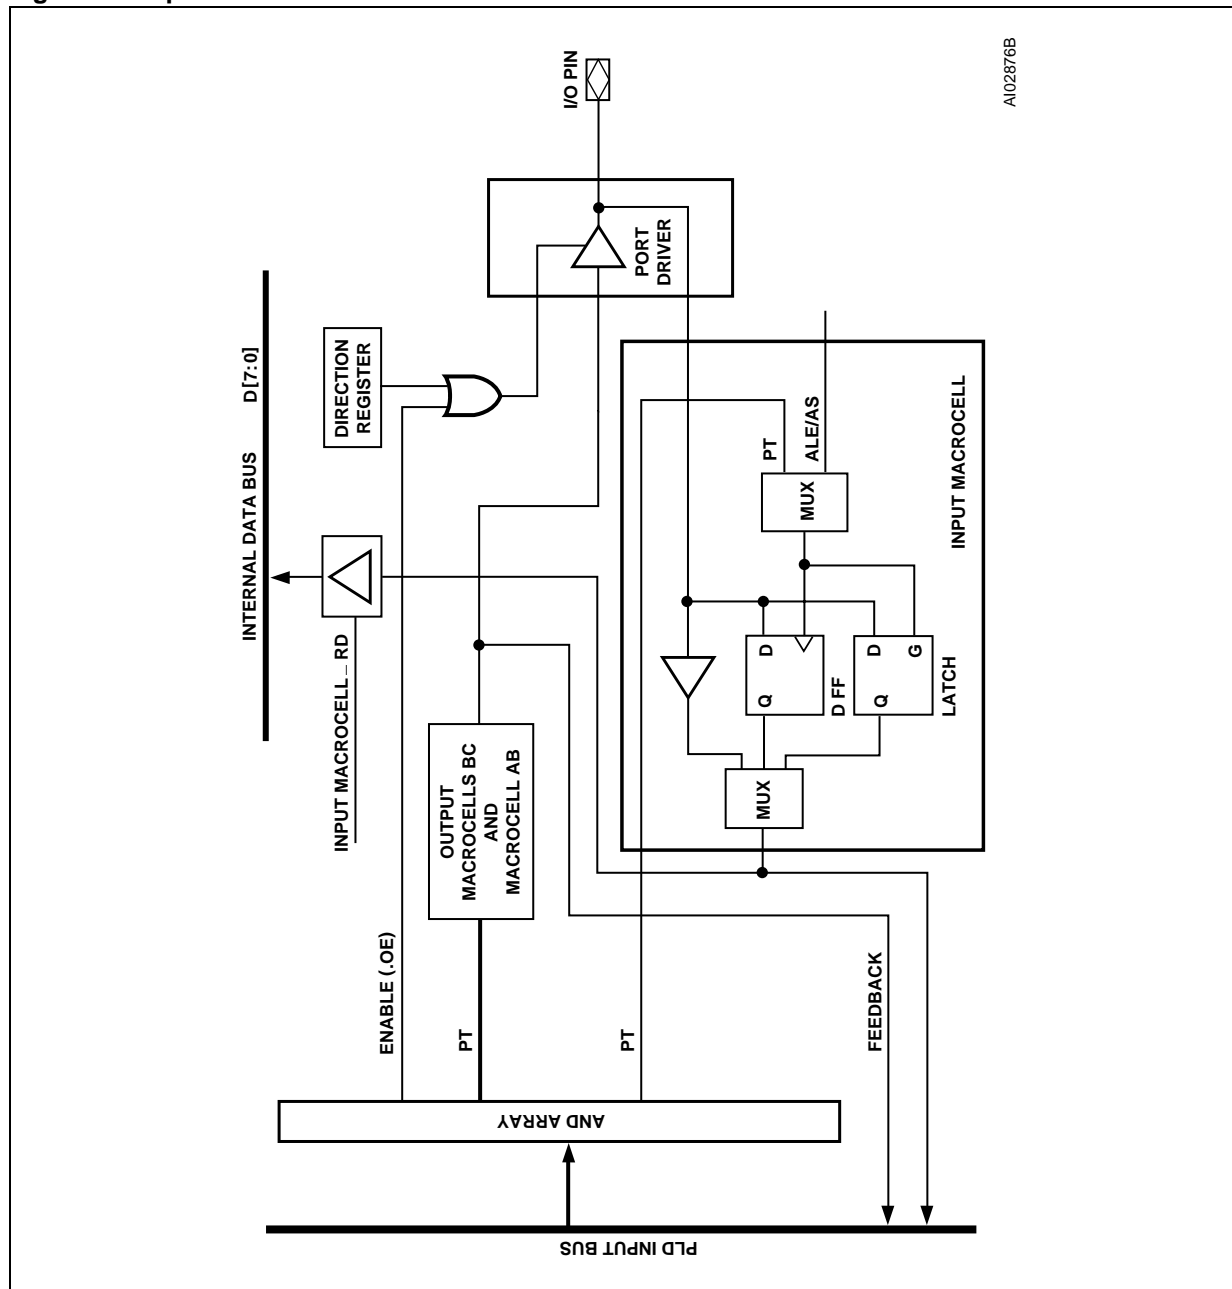 AI02876B
I/O PIN
PORT
DRIVER
INTERNAL DATA BUS D[7:0]
DIRECTION
REGISTER
INPUT MACROCELL_ RD
ENABLE (.OE)
OUTPUT
MACROCELLS BC
AND
MACROCELL AB
PT
PT
ALE/AS
MUX
INPUT MACROCELL
D
Q
D FF
D
G
Q
LATCH
MUX
PT
FEEDBACK
AND ARRAY
PLD INPUT BUS